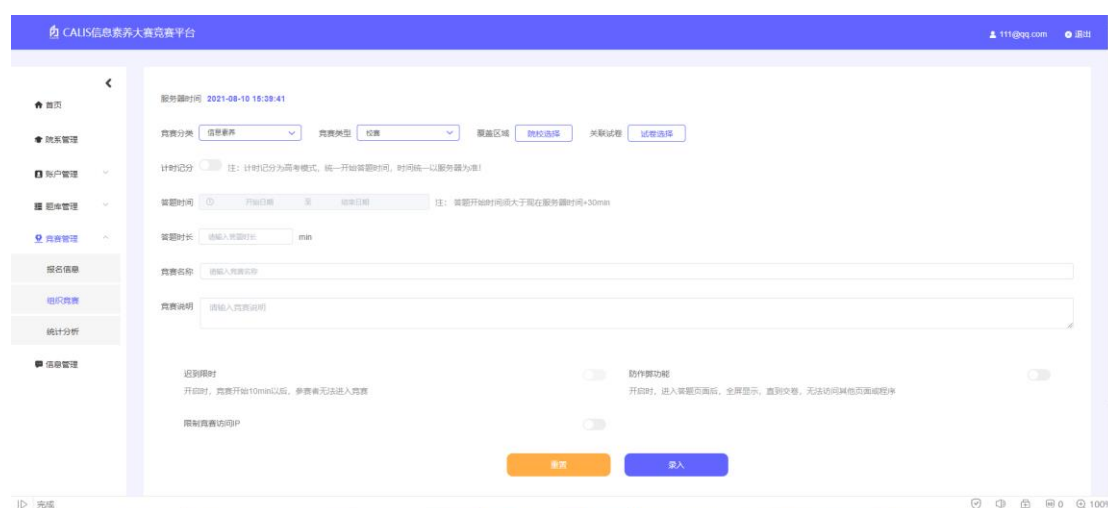 CALIS信息素养大赛竞赛平台
111@qq.com 退出
首页
院系管理
账户管理
题库管理
竞赛管理
报名信息
组织竞赛
统计分析
信息管理
服务器时间 2021-08-10 15:39:41
竞赛分类 信息素养 竞赛类型 校赛 覆盖区域 院校选择 关联试卷 试卷选择
计时记分 注：计时记分为高考模式，统一开始答题时间，时间统一以服务器为准!
答题时间 开始日期 至 结束日期 注：答题开始时间须大于现在服务器时间+30min
答题时长 请输入答题时长 min
竞赛名称 请输入竞赛名称
竞赛说明 请输入竞赛说明
迟到限时 防作弊功能
开启时，竞赛开始10min以后，参赛者无法进入竞赛 开启时，进入答题页面后，全屏显示，直到交卷，无法访问其他页面或程序
限制竞赛访问IP
重置 录入
完成 0 100%